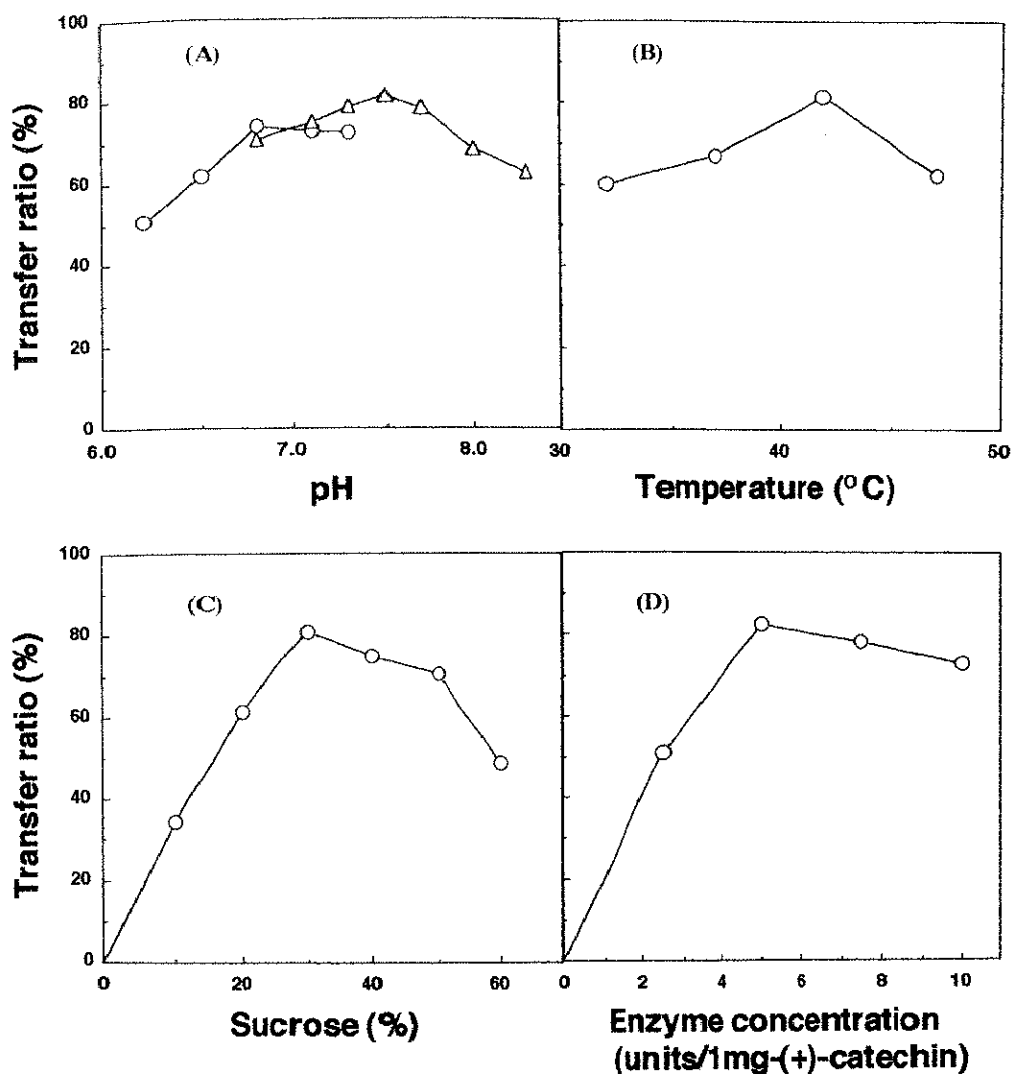 (A)
(B)
Transfer ratio (%)
100
80
60
40
20
0
6.0
7.0
8.0
30
40
50
pH
Temperature (°C)
(C)
(D)
Transfer ratio (%)
100
80
60
40
20
0
0
20
40
60
0
2
4
6
8
10
Sucrose (%)
Enzyme concentration
(units/1mg-(+)-catechin)